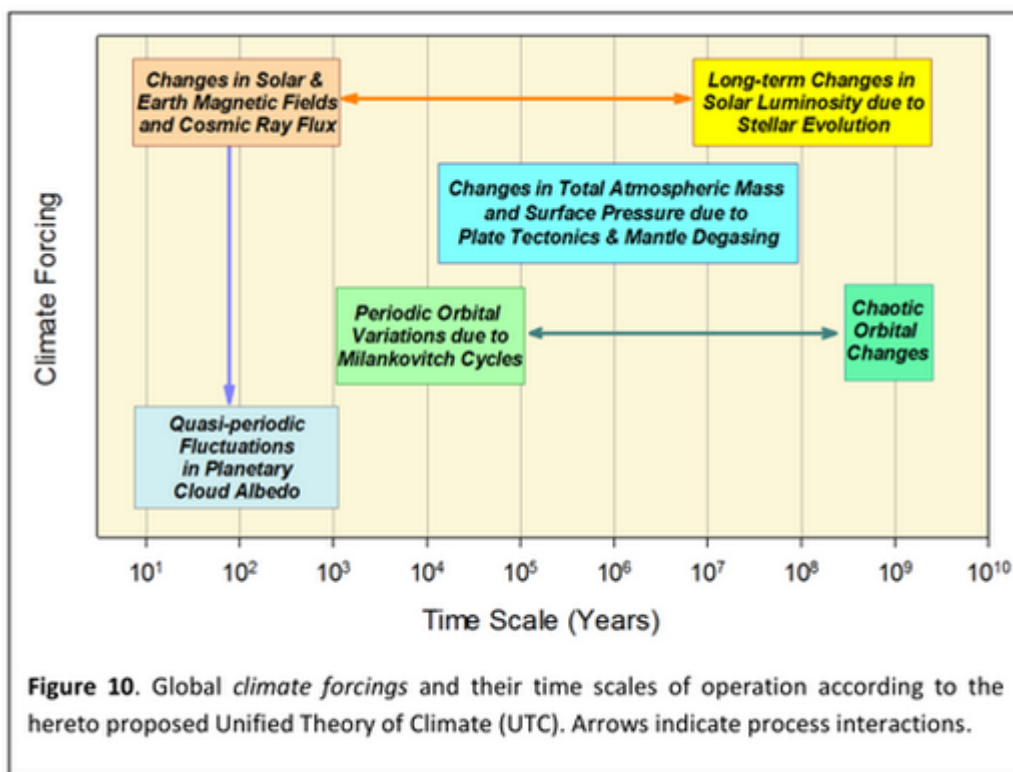 Changes in Solar &
Earth Magnetic Fields
and Cosmic Ray Flux
Long-term Changes in
Solar Luminosity due to
Stellar Evolution
Changes in Total Atmospheric Mass
and Surface Pressure due to
Plate Tectonics & Mantle Degasing
Periodic Orbital
Variations due to
Milankovitch Cycles
Chaotic
Orbital
Changes
Quasi-periodic
Fluctuations
in Planetary
Cloud Albedo
Climate Forcing
10¹ 10² 10³ 10⁴ 10⁵ 10⁶ 10⁷ 10⁸ 10⁹ 10¹⁰
Time Scale (Years)
Figure 10. Global climate forcings and their time scales of operation according to the
hereto proposed Unified Theory of Climate (UTC). Arrows indicate process interactions.